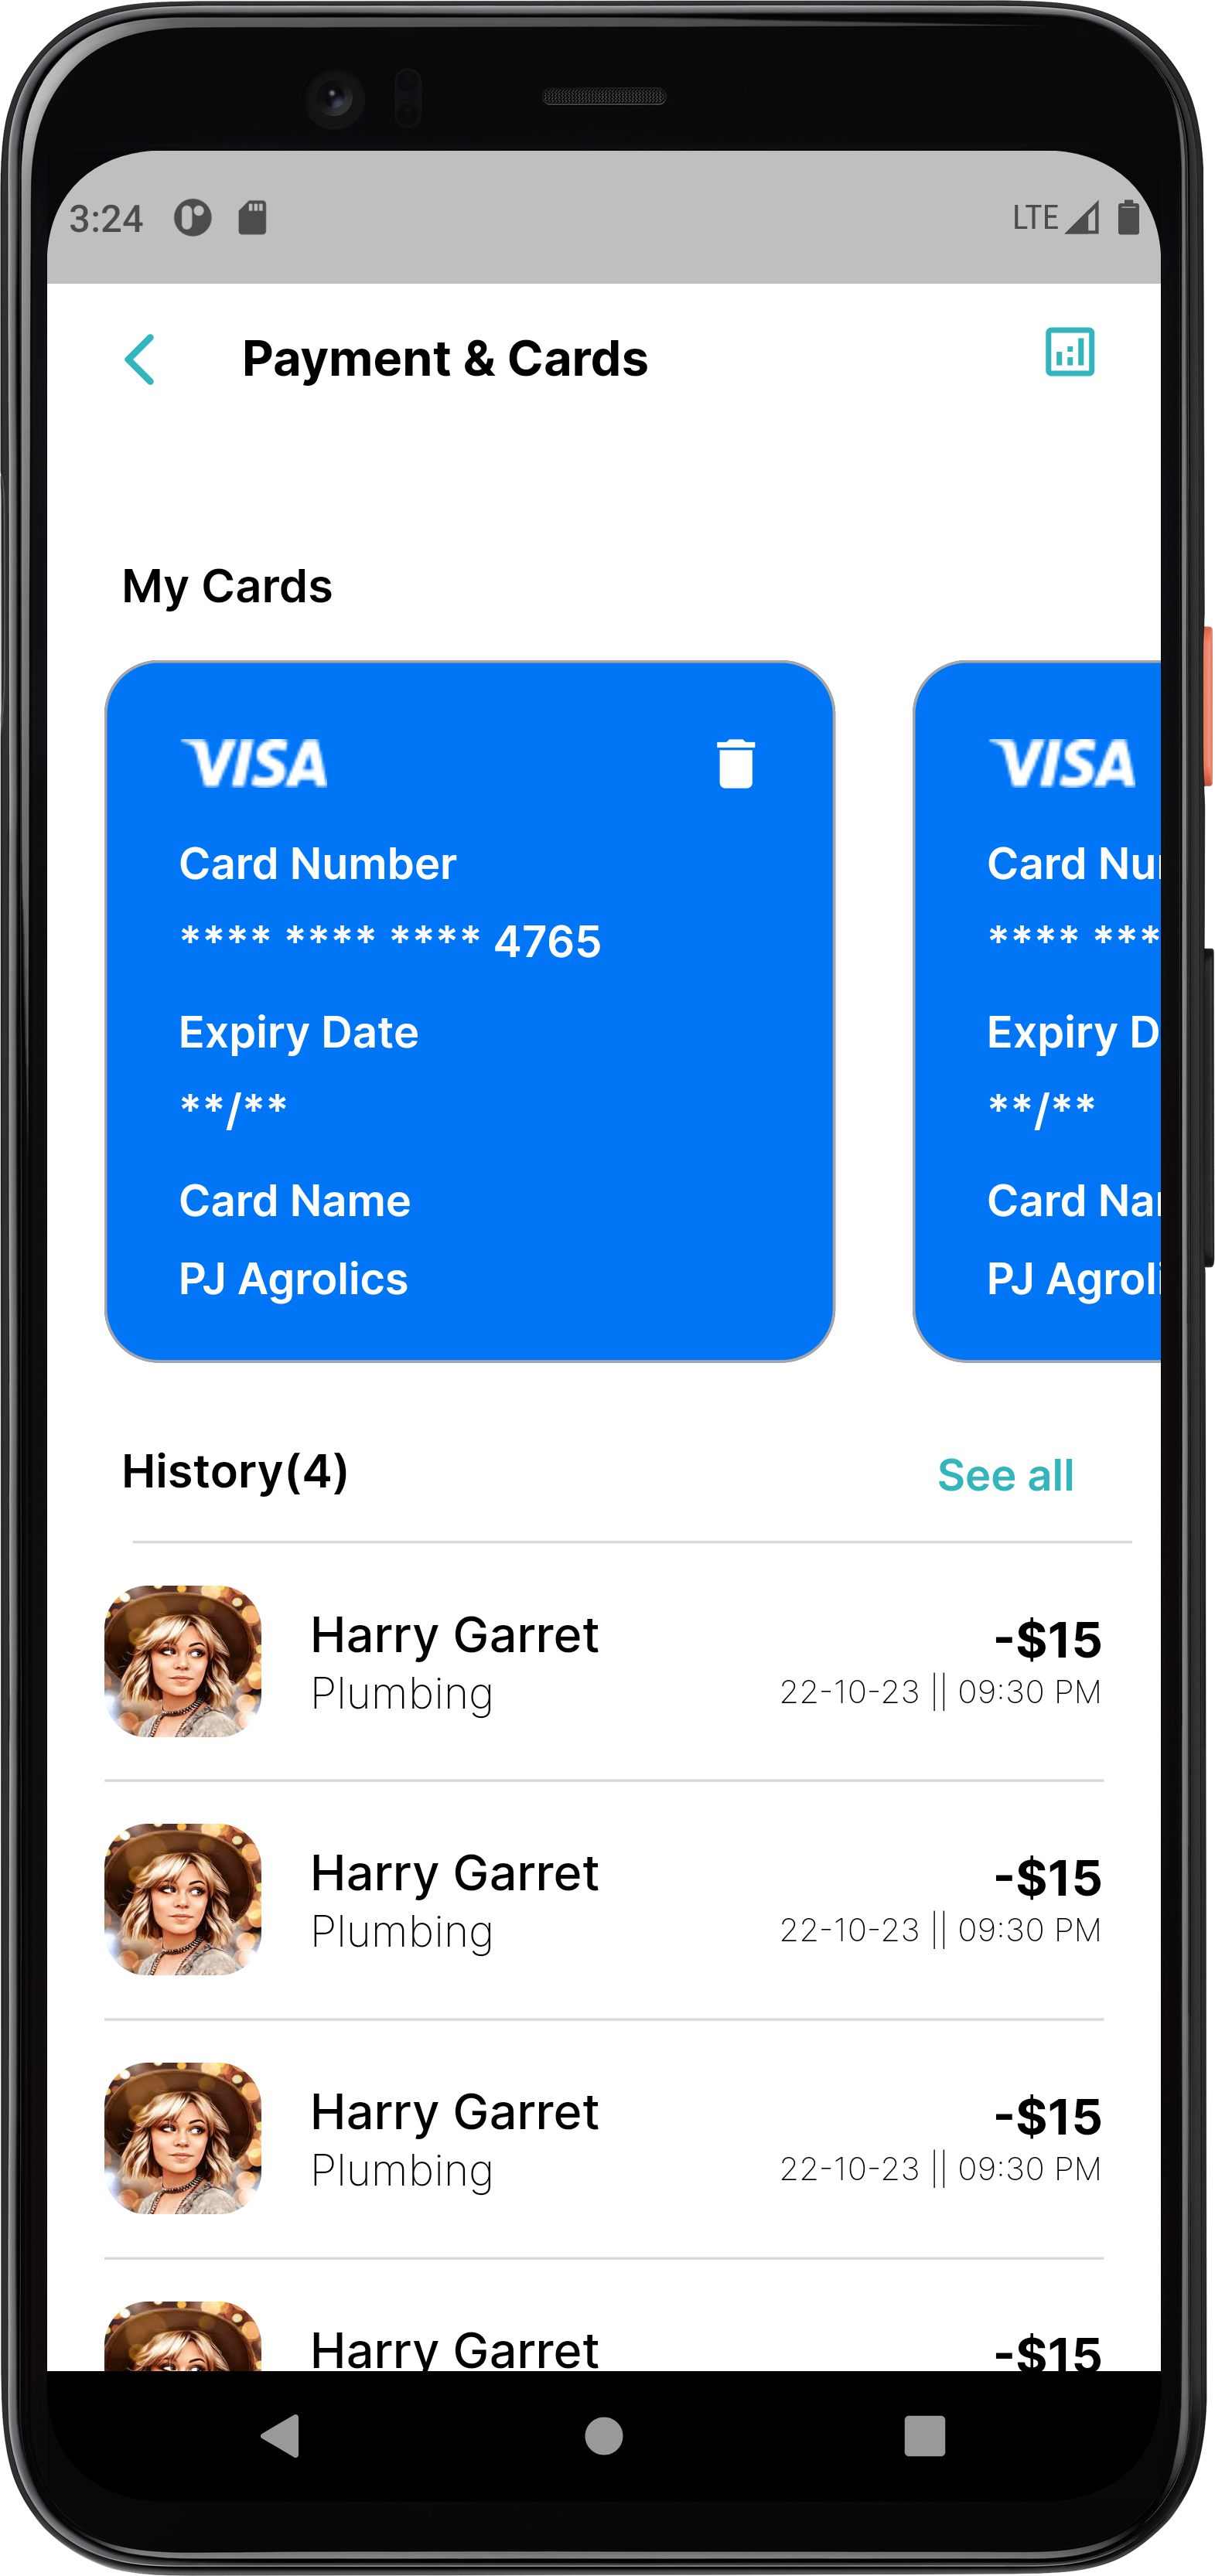 3:24
LTE
Payment & Cards
My Cards
VISA
Card Number
**** **** **** 4765
Expiry Date
**/**
Card Name
PJ Agrolics
VISA
Card Nu
**** ***
Expiry D
**/**
Card Na
PJ Agroli
History(4)
See all
Harry Garret
-$15
Plumbing
22-10-23 || 09:30 PM
Harry Garret
-$15
Plumbing
22-10-23 || 09:30 PM
Harry Garret
-$15
Plumbing
22-10-23 || 09:30 PM
Harry Garret
-$15